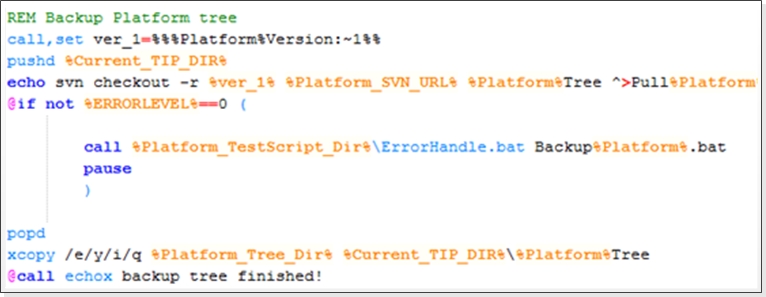 REM Backup Platform tree
call,set ver_1=%%%Platform%Version:~1%%
pushd %Current_TIP_DIR%
echo svn checkout -r %ver_1% %Platform_SVN_URL% %Platform%Tree ^>Pull%Platform
@if not %ERRORLEVEL%==0 (
call %Platform_TestScript_Dir%\ErrorHandle.bat Backup%Platform%.bat
pause
)
popd
xcopy /e/y/i/q %Platform_Tree_Dir% %Current_TIP_DIR%\%Platform%Tree
@call echox backup tree finished!